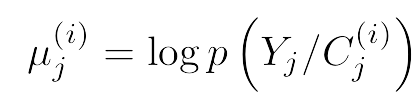 μ_j^{(i)} = log p (Y_j/C_j^{(i)})